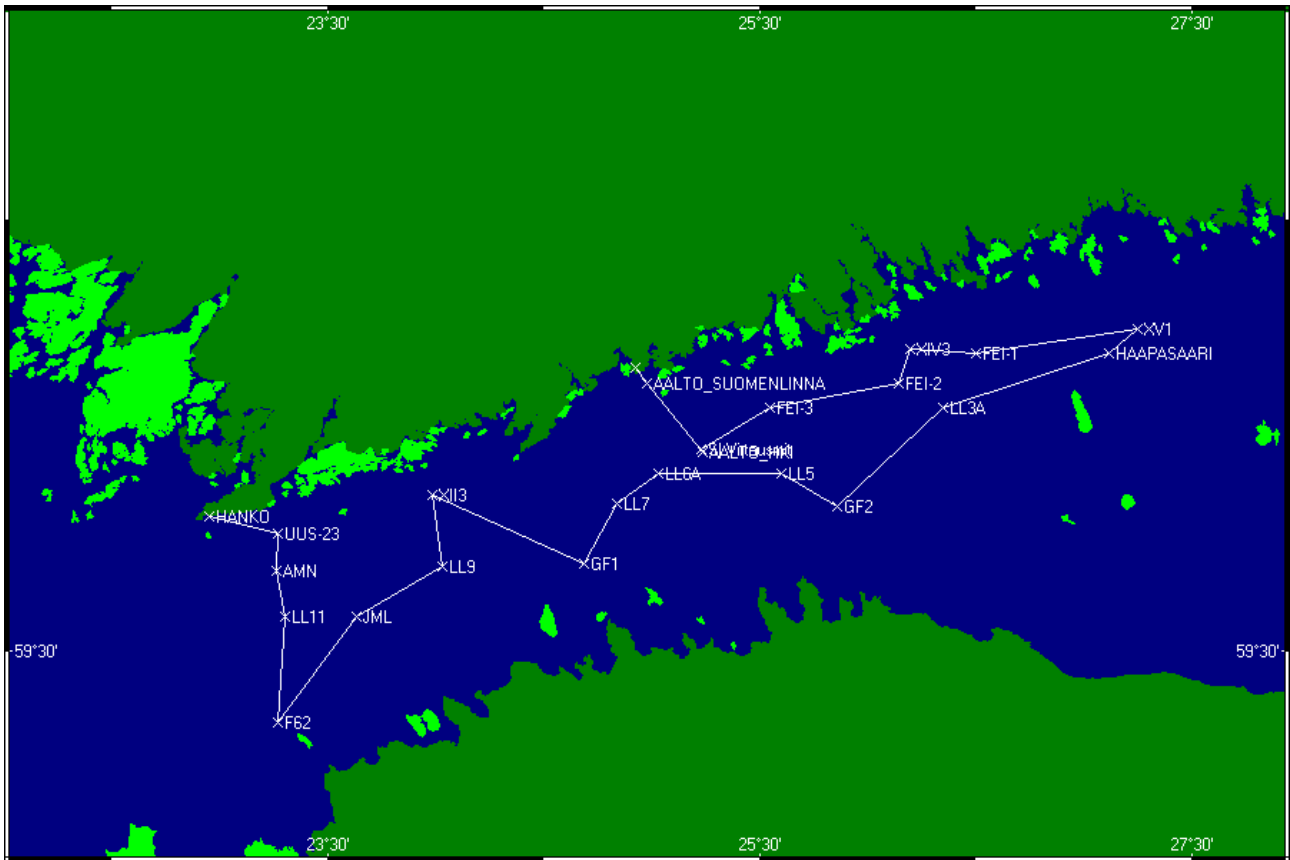 23°30' 25°30' 27°30'
XV1
XIV3 FEI-1 HAAPASAARI
AALTO_SUOMENLINNA FEI-2
FEI-3 LL3A
AALTO_HKI
LL6A LL5
XII3 LL7 GF2
HANKO
UUS-23
AMN LL9 GF1
LL11 JML
59°30' 59°30'
F62
23°30' 25°30' 27°30'